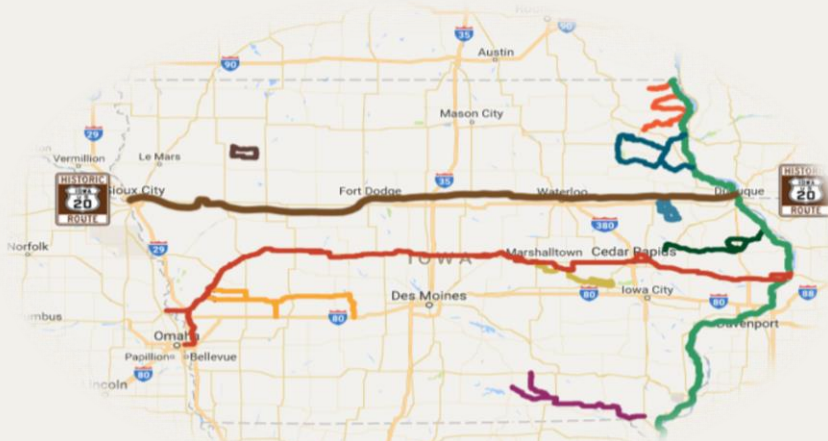 90
35
Austin
90
Mason City
29
Vermillion
Le Mars
35
HISTORIC
IOWA
U S
20
ROUTE
Sioux City
Fort Dodge
Waterloo
Dubuque
HISTORIC
IOWA
U S
20
ROUTE
380
Norfolk
29
IOWA
Marshalltown
Cedar Rapids
Des Moines
80
Iowa City
80
88
80
Davenport
Omaha
Papillion
Bellevue
80
Lincoln